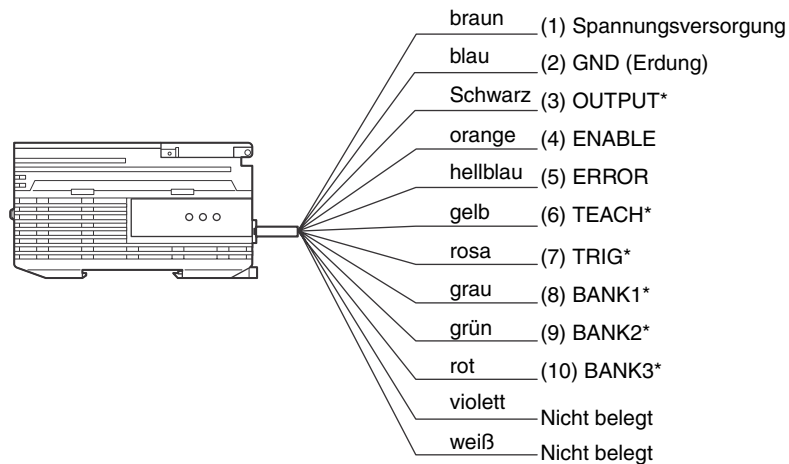 braun (1) Spannungsversorgung
blau (2) GND (Erdung)
Schwarz (3) OUTPUT*
orange (4) ENABLE
hellblau (5) ERROR
gelb (6) TEACH*
rosa (7) TRIG*
grau (8) BANK1*
grün (9) BANK2*
rot (10) BANK3*
violett Nicht belegt
weiß Nicht belegt